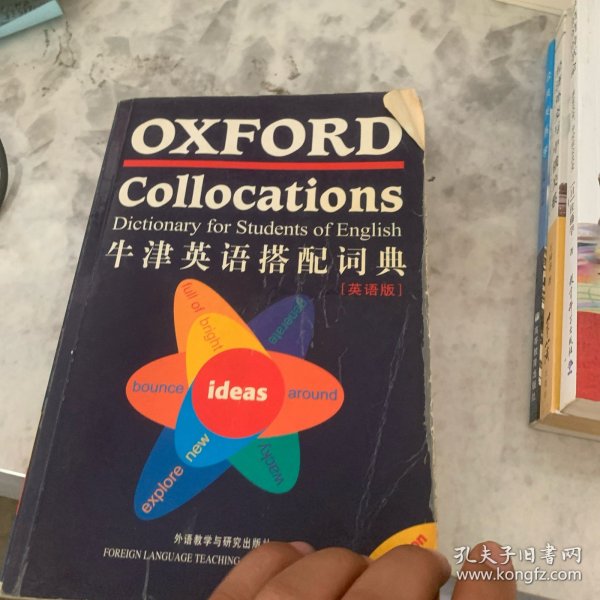 OXFORD
Collocations
Dictionary for Students of English
牛津英语搭配词典
[英语版]
full of bright
generate
bounce
ideas
around
explore new
wacky
外语教学与研究出版社
FOREIGN LANGUAGE TEACHING
孔夫子旧书网
www.kongfz.com